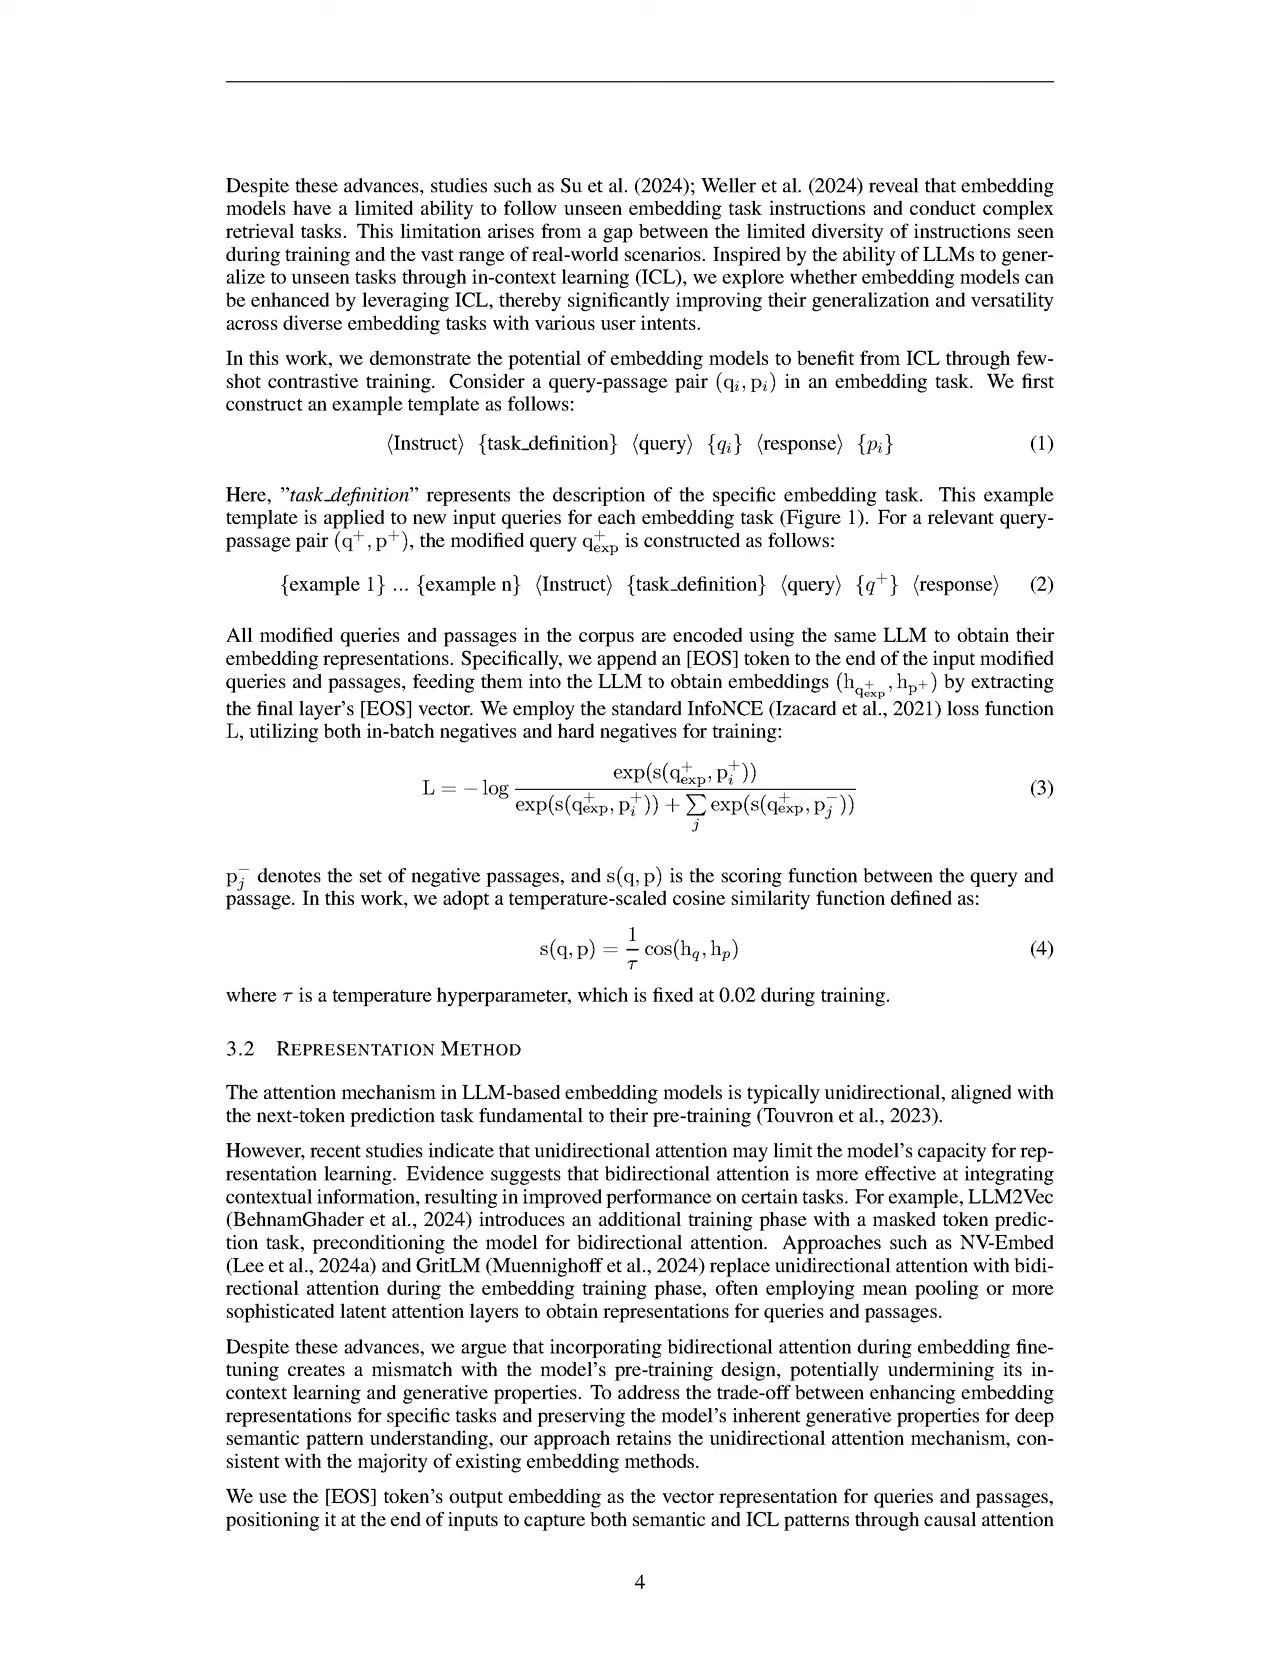 Despite these advances, studies such as Su et al. (2024); Weller et al. (2024) reveal that embedding
models have a limited ability to follow unseen embedding task instructions and conduct complex
retrieval tasks. This limitation arises from a gap between the limited diversity of instructions seen
during training and the vast range of real-world scenarios. Inspired by the ability of LLMs to gener-
alize to unseen tasks through in-context learning (ICL), we explore whether embedding models can
be enhanced by leveraging ICL, thereby significantly improving their generalization and versatility
across diverse embedding tasks with various user intents.
In this work, we demonstrate the potential of embedding models to benefit from ICL through few-
shot contrastive training. Consider a query-passage pair (q_i, p_i) in an embedding task. We first
construct an example template as follows:
⟨Instruct⟩ {task_definition} ⟨query⟩ {q_i} ⟨response⟩ {p_i} (1)
Here, ”task_definition” represents the description of the specific embedding task. This example
template is applied to new input queries for each embedding task (Figure 1). For a relevant query-
passage pair (q^+, p^+), the modified query q^+_exp is constructed as follows:
{example 1} ... {example n} ⟨Instruct⟩ {task_definition} ⟨query⟩ {q^+} ⟨response⟩ (2)
All modified queries and passages in the corpus are encoded using the same LLM to obtain their
embedding representations. Specifically, we append an [EOS] token to the end of the input modified
queries and passages, feeding them into the LLM to obtain embeddings (h_{q^+_exp}, h_{p^+}) by extracting
the final layer’s [EOS] vector. We employ the standard InfoNCE (Izacard et al., 2021) loss function
L, utilizing both in-batch negatives and hard negatives for training:
L = − log exp(s(q^+_exp, p^+_i)) / (exp(s(q^+_exp, p^+_i)) + ∑_j exp(s(q^+_exp, p^-_j))) (3)
p^-_j denotes the set of negative passages, and s(q, p) is the scoring function between the query and
passage. In this work, we adopt a temperature-scaled cosine similarity function defined as:
s(q, p) = 1/τ cos(h_q, h_p) (4)
where τ is a temperature hyperparameter, which is fixed at 0.02 during training.
3.2 REPRESENTATION METHOD
The attention mechanism in LLM-based embedding models is typically unidirectional, aligned with
the next-token prediction task fundamental to their pre-training (Touvron et al., 2023).
However, recent studies indicate that unidirectional attention may limit the model’s capacity for rep-
resentation learning. Evidence suggests that bidirectional attention is more effective at integrating
contextual information, resulting in improved performance on certain tasks. For example, LLM2Vec
(BehnamGhader et al., 2024) introduces an additional training phase with a masked token predic-
tion task, preconditioning the model for bidirectional attention. Approaches such as NV-Embed
(Lee et al., 2024a) and GritLM (Muennighoff et al., 2024) replace unidirectional attention with bidi-
rectional attention during the embedding training phase, often employing mean pooling or more
sophisticated latent attention layers to obtain representations for queries and passages.
Despite these advances, we argue that incorporating bidirectional attention during embedding fine-
tuning creates a mismatch with the model’s pre-training design, potentially undermining its in-
context learning and generative properties. To address the trade-off between enhancing embedding
representations for specific tasks and preserving the model’s inherent generative properties for deep
semantic pattern understanding, our approach retains the unidirectional attention mechanism, con-
sistent with the majority of existing embedding methods.
We use the [EOS] token’s output embedding as the vector representation for queries and passages,
positioning it at the end of inputs to capture both semantic and ICL patterns through causal attention
4